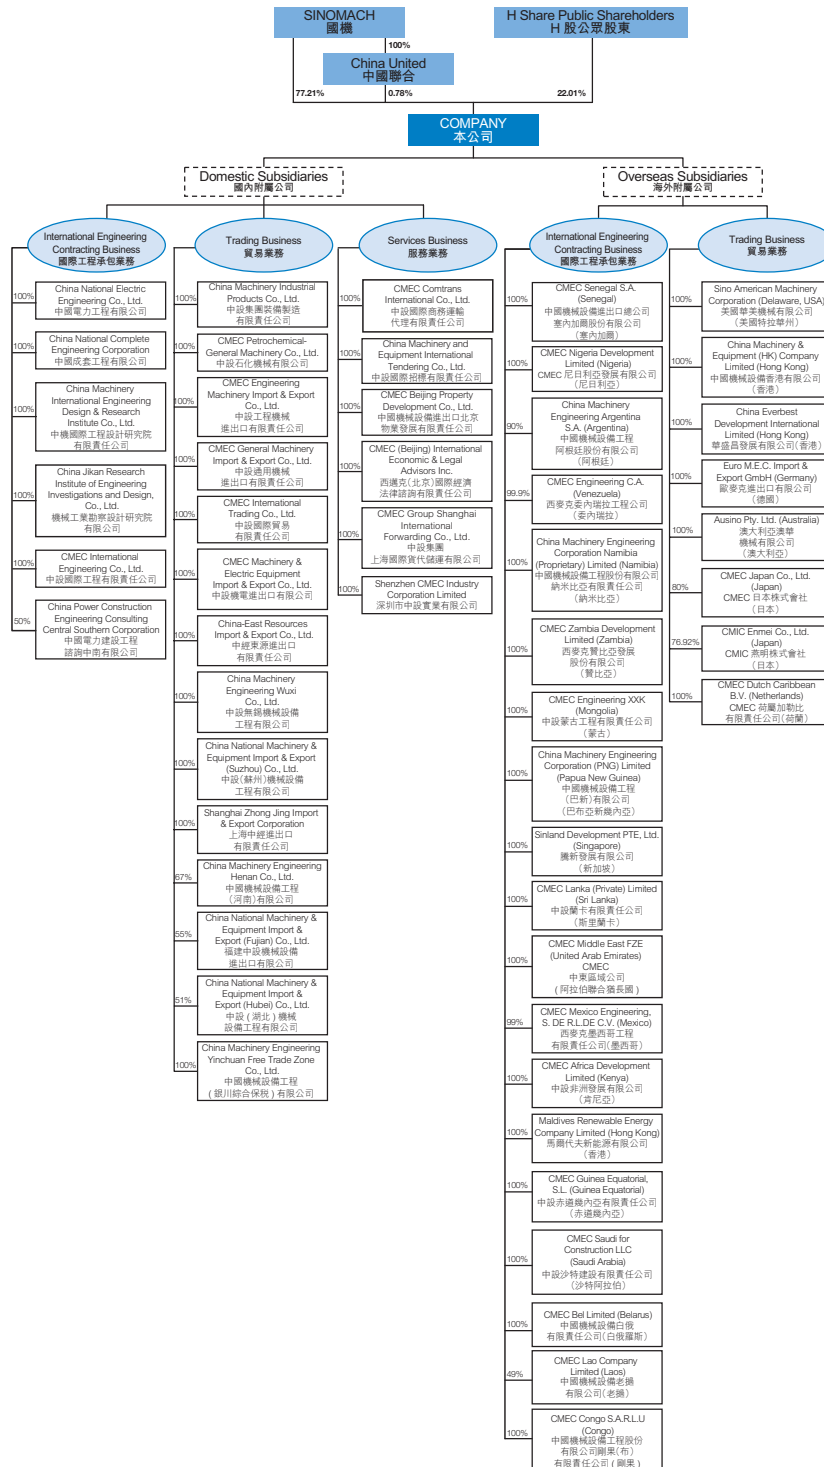 SINOMACH
國機
H Share Public Shareholders
H 股公眾股東
100%
China United
中國聯合
77.21%
0.78%
22.01%
COMPANY
本公司
Domestic Subsidiaries
國內附屬公司
Overseas Subsidiaries
海外附屬公司
International Engineering
Contracting Business
國際工程承包業務
100%
China National Electric
Engineering Co., Ltd.
中國電力工程有限公司
100%
China National Complete
Engineering Corporation
中國成套工程有限公司
100%
China Machinery
International Engineering
Design & Research
Institute Co., Ltd.
中機國際工程設計研究院
有限責任公司
100%
China Jikan Research
Institute of Engineering
Investigations and Design,
Co., Ltd.
機械工業勘察設計研究院
有限公司
100%
CMEC International
Engineering Co., Ltd.
中設國際工程有限責任公司
50%
China Power Construction
Engineering Consulting
Central Southern Corporation
中國電力建設工程
諮詢中南有限公司
Trading Business
貿易業務
100%
China Machinery Industrial
Products Co., Ltd.
中設集團裝備製造
有限責任公司
100%
CMEC Petrochemical-
General Machinery Co., Ltd.
中設石化機械有限公司
100%
CMEC Engineering
Machinery Import & Export
Co., Ltd.
中設工程機械
進出口有限責任公司
100%
CMEC General Machinery
Import & Export Co., Ltd.
中設通用機械
進出口有限責任公司
100%
CMEC International
Trading Co., Ltd.
中設國際貿易
有限責任公司
100%
CMEC Machinery &
Electric Equipment
Import & Export Co., Ltd.
中設機電進出口有限公司
100%
China-East Resources
Import & Export Co., Ltd.
中經東源進出口
有限責任公司
100%
China Machinery
Engineering Wuxi
Co., Ltd.
中設無錫機械設備
工程有限公司
100%
China National Machinery &
Equipment Import & Export
(Suzhou) Co., Ltd.
中設(蘇州)機械設備
工程有限公司
100%
Shanghai Zhong Jing Import
& Export Corporation
上海中經進出口
有限責任公司
67%
China Machinery Engineering
Henan Co., Ltd.
中國機械設備工程
(河南)有限公司
55%
China National Machinery &
Equipment Import &
Export (Fujian) Co., Ltd.
福建中設機械設備
進出口有限公司
51%
China National Machinery &
Equipment Import &
Export (Hubei) Co., Ltd.
中設 ( 湖北 ) 機械
設備工程有限公司
100%
China Machinery Engineering
Yinchuan Free Trade Zone
Co., Ltd.
中國機械設備工程
( 銀川綜合保稅 ) 有限公司
Services Business
服務業務
100%
CMEC Comtrans
International Co., Ltd.
中設國際商務運輸
代理有限責任公司
100%
China Machinery and
Equipment International
Tendering Co., Ltd.
中設國際招標有限責任公司
100%
CMEC Beijing Property
Development Co., Ltd.
中國機械設備進出口北京
物業發展有限責任公司
100%
CMEC (Beijing) International
Economic & Legal
Advisors Inc.
西邁克(北京)國際經濟
法律諮詢有限責任公司
100%
CMEC Group Shanghai
International
Forwarding Co., Ltd.
中設集團
上海國際貨代儲運有限公司
100%
Shenzhen CMEC Industry
Corporation Limited
深圳市中設實業有限公司
International Engineering
Contracting Business
國際工程承包業務
100%
CMEC Senegal S.A.
(Senegal)
中國機械設備進出口總公司
塞內加爾股份有限公司
(塞內加爾)
100%
CMEC Nigeria Development
Limited (Nigeria)
CMEC 尼日利亞發展有限公司
(尼日利亞)
90%
China Machinery
Engineering Argentina
S.A. (Argentina)
中國機械設備工程
阿根廷股份有限公司
(阿根廷)
99.9%
CMEC Engineering C.A.
(Venezuela)
西麥克委內瑞拉工程公司
(委內瑞拉)
100%
China Machinery Engineering
Corporation Namibia
(Proprietary) Limited (Namibia)
中國機械設備工程股份有限公司
納米比亞有限責任公司
(納米比亞)
100%
CMEC Zambia Development
Limited (Zambia)
西麥克贊比亞發展
股份有限公司
(贊比亞)
100%
CMEC Engineering XXK
(Mongolia)
中設蒙古工程有限責任公司
(蒙古)
100%
China Machinery Engineering
Corporation (PNG) Limited
(Papua New Guinea)
中國機械設備工程
(巴新)有限公司
(巴布亞新幾內亞)
100%
Sinland Development PTE, Ltd.
(Singapore)
騰新發展有限公司
(新加坡)
100%
CMEC Lanka (Private) Limited
(Sri Lanka)
中設蘭卡有限責任公司
(斯里蘭卡)
100%
CMEC Middle East FZE
(United Arab Emirates)
CMEC
中東區域公司
( 阿拉伯聯合酋長國 )
99%
CMEC Mexico Engineering,
S. DE R.L.DE C.V. (Mexico)
西麥克墨西哥工程
有限責任公司(墨西哥)
100%
CMEC Africa Development
Limited (Kenya)
中設非洲發展有限公司
(肯尼亞)
100%
Maldives Renewable Energy
Company Limited (Hong Kong)
馬爾代夫新能源有限公司
(香港)
100%
CMEC Guinea Equatorial,
S.L. (Guinea Equatorial)
中設赤道幾內亞有限責任公司
(赤道幾內亞)
100%
CMEC Saudi for
Construction LLC
(Saudi Arabia)
中設沙特建設有限責任公司
(沙特阿拉伯)
100%
CMEC Bel Limited (Belarus)
中國機械設備白俄
有限責任公司(白俄羅斯)
49%
CMEC Lao Company
Limited (Laos)
中國機械設備老撾
有限公司(老撾)
100%
CMEC Congo S.A.R.L.U
(Congo)
中國機械設備工程股份
有限公司剛果(布)
有限責任公司 ( 剛果 )
Trading Business
貿易業務
100%
Sino American Machinery
Corporation (Delaware, USA)
美國華美機械有限公司
(美國特拉華州)
100%
China Machinery &
Equipment (HK) Company
Limited (Hong Kong)
中國機械設備香港有限公司
(香港)
100%
China Everbest
Development International
Limited (Hong Kong)
華盛昌發展有限公司(香港)
100%
Euro M.E.C. Import &
Export GmbH (Germany)
歐麥克進出口有限公司
(德國)
100%
Ausino Pty. Ltd. (Australia)
澳大利亞澳華
機械有限公司
(澳大利亞)
80%
CMEC Japan Co., Ltd.
(Japan)
CMEC 日本株式會社
(日本)
76.92%
CMIC Enmei Co., Ltd.
(Japan)
CMIC 燕明株式會社
(日本)
100%
CMEC Dutch Caribbean
B.V. (Netherlands)
CMEC 荷屬加勒比
有限責任公司(荷蘭)